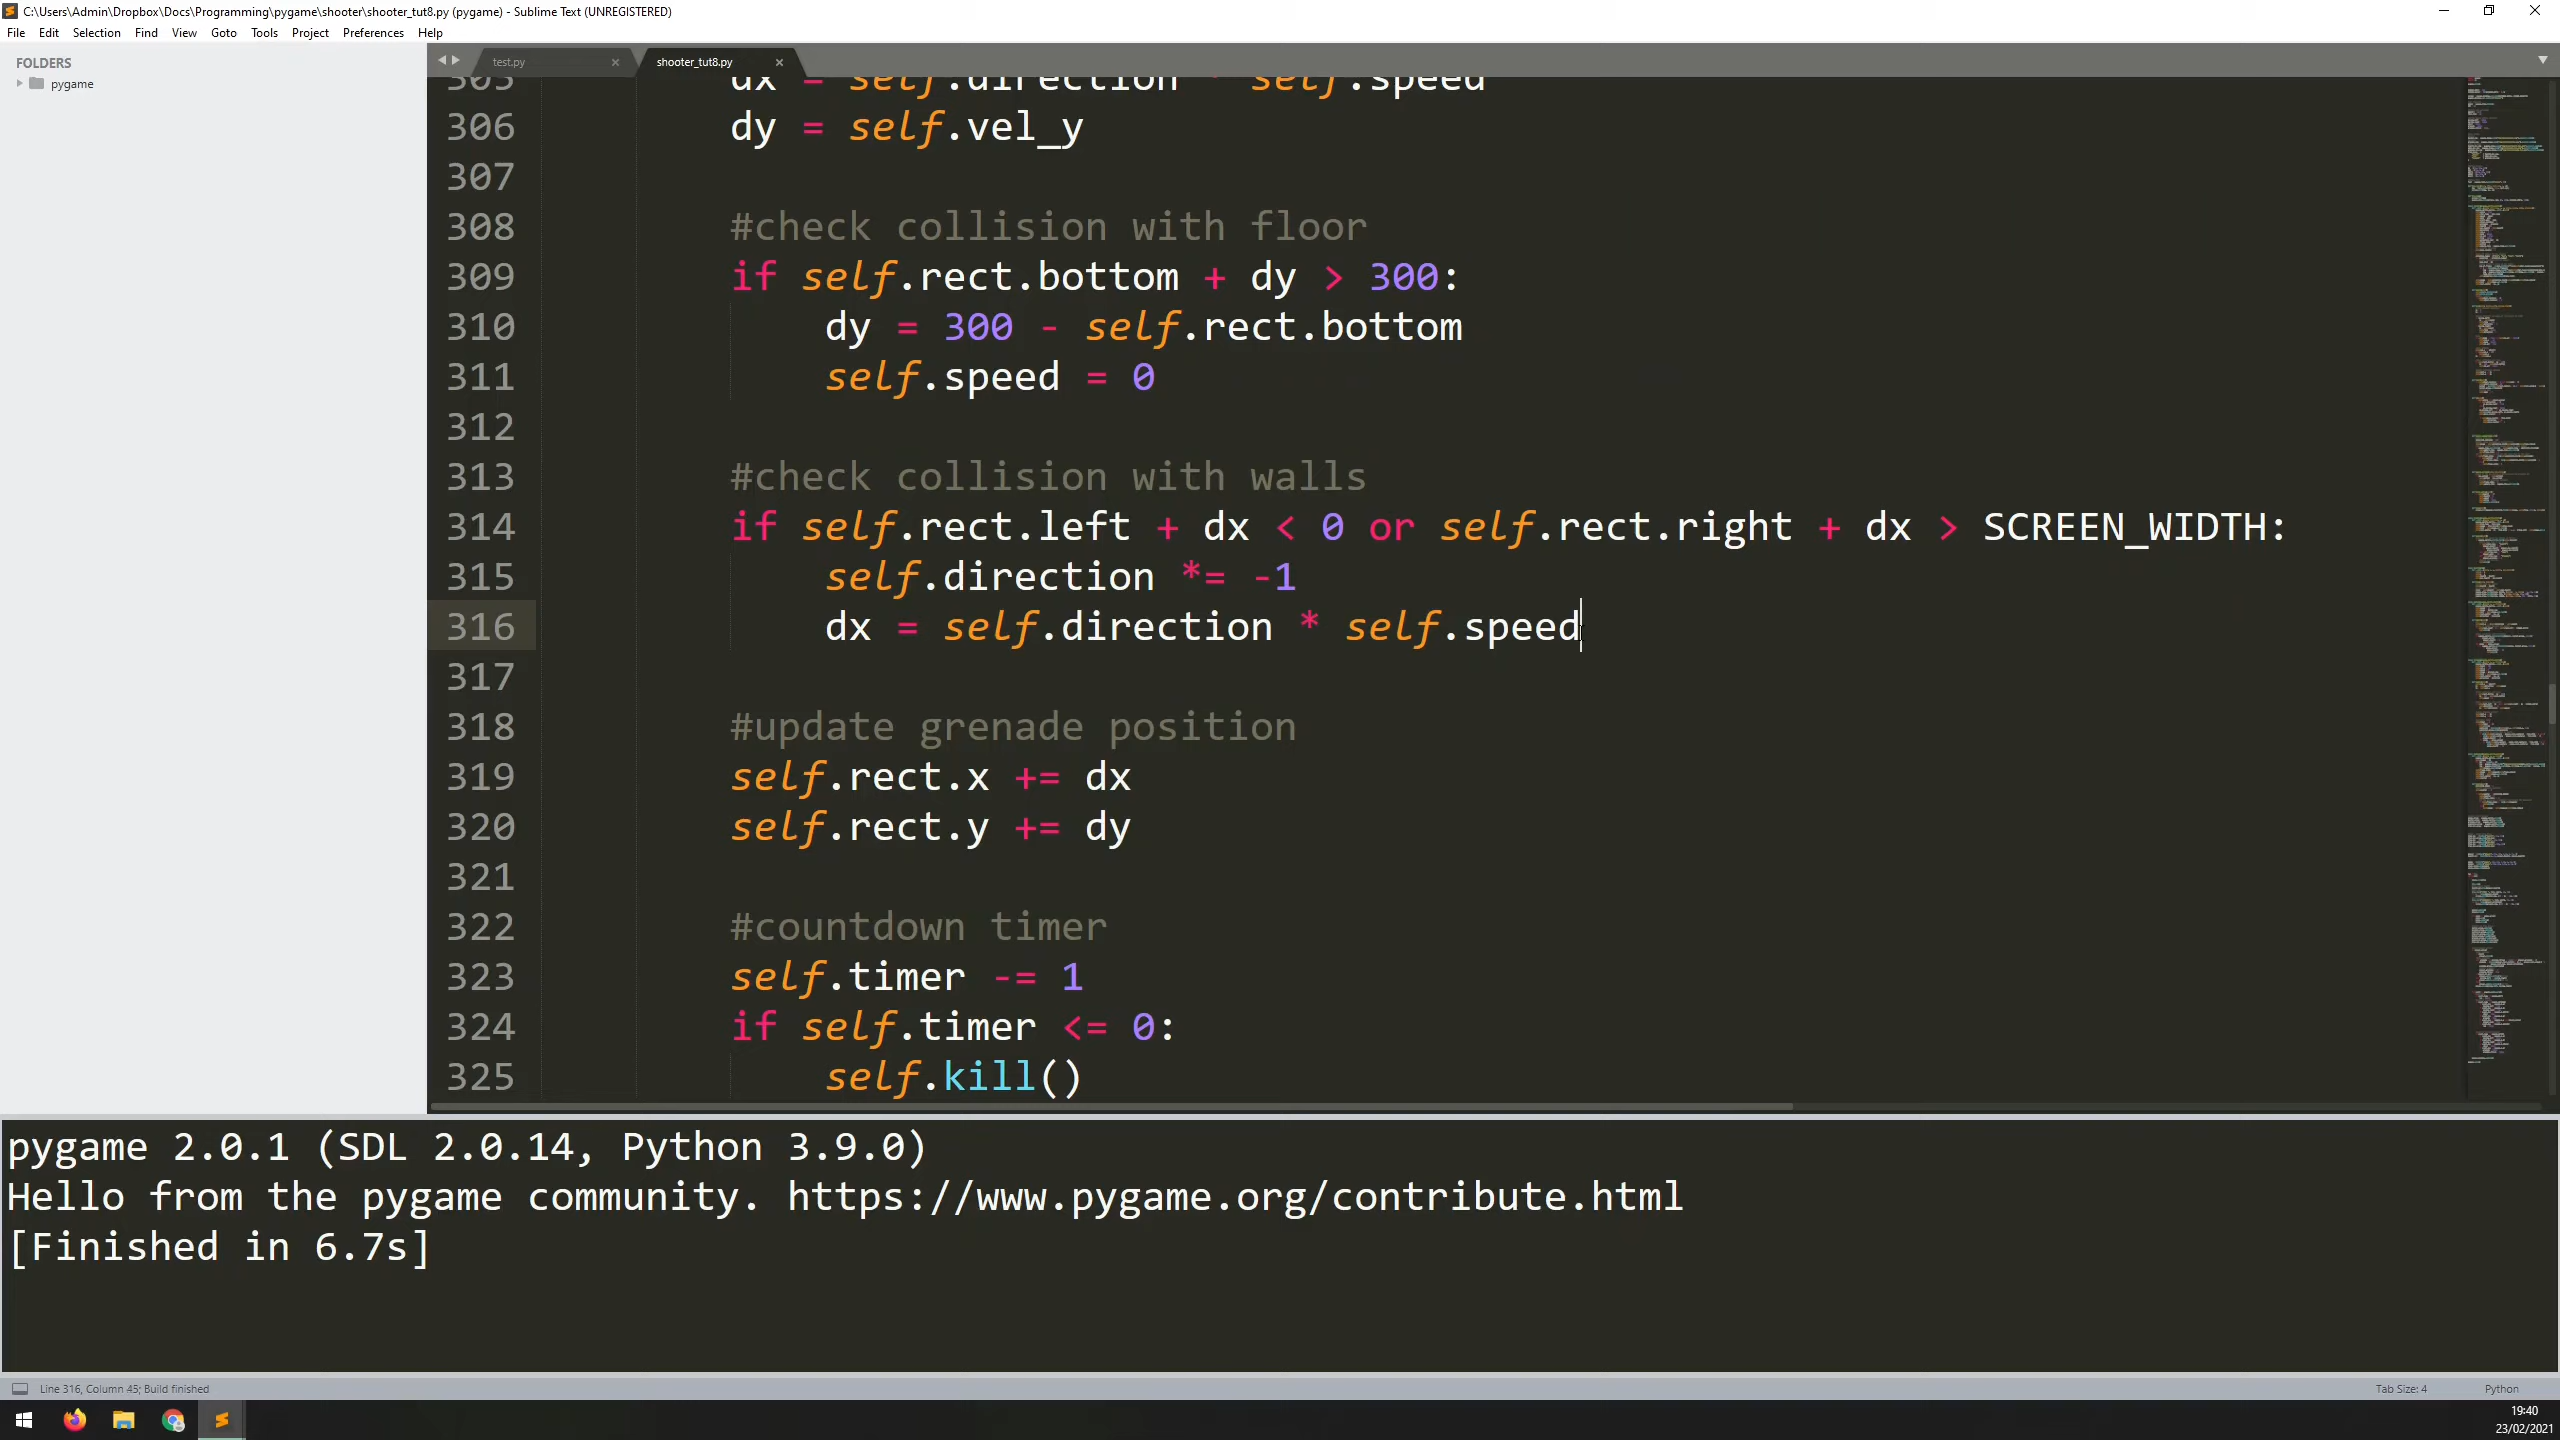 C:\Users\Admin\Dropbox\Docs\Programming\pygame\shooter\shooter_tut8.py (pygame) - Sublime Text (UNREGISTERED)
File Edit Selection Find View Goto Tools Project Preferences Help
FOLDERS
pygame
test.py
shooter_tut8.py
305 dx = self.direction * self.speed
306 dy = self.vel_y
307
308 #check collision with floor
309 if self.rect.bottom + dy > 300:
310 dy = 300 - self.rect.bottom
311 self.speed = 0
312
313 #check collision with walls
314 if self.rect.left + dx < 0 or self.rect.right + dx > SCREEN_WIDTH:
315 self.direction *= -1
316 dx = self.direction * self.speed
317
318 #update grenade position
319 self.rect.x += dx
320 self.rect.y += dy
321
322 #countdown timer
323 self.timer -= 1
324 if self.timer <= 0:
325 self.kill()
pygame 2.0.1 (SDL 2.0.14, Python 3.9.0)
Hello from the pygame community. https://www.pygame.org/contribute.html
[Finished in 6.7s]
Line 316, Column 45; Build finished
Tab Size: 4
Python
19:40
23/02/2021